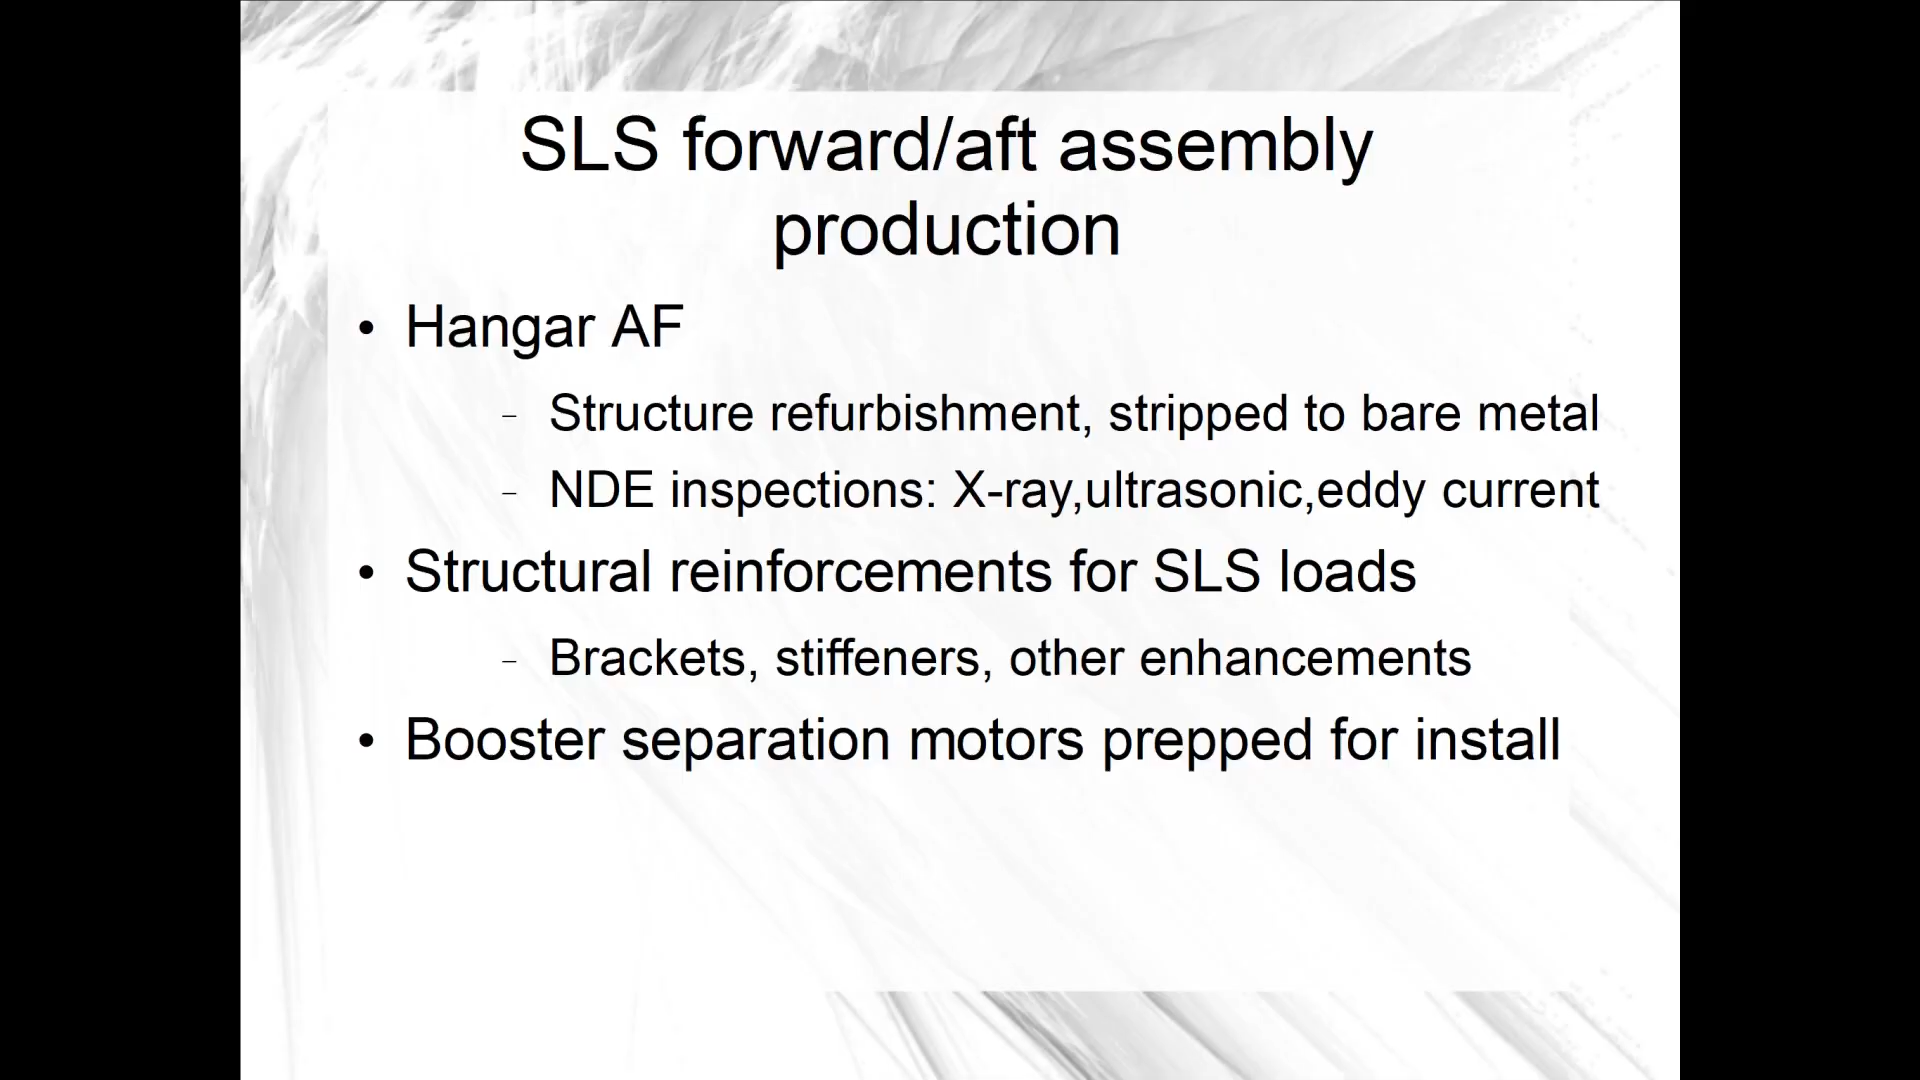 SLS forward/aft assembly
production
• Hangar AF
– Structure refurbishment, stripped to bare metal
– NDE inspections: X-ray,ultrasonic,eddy current
• Structural reinforcements for SLS loads
– Brackets, stiffeners, other enhancements
• Booster separation motors prepped for install